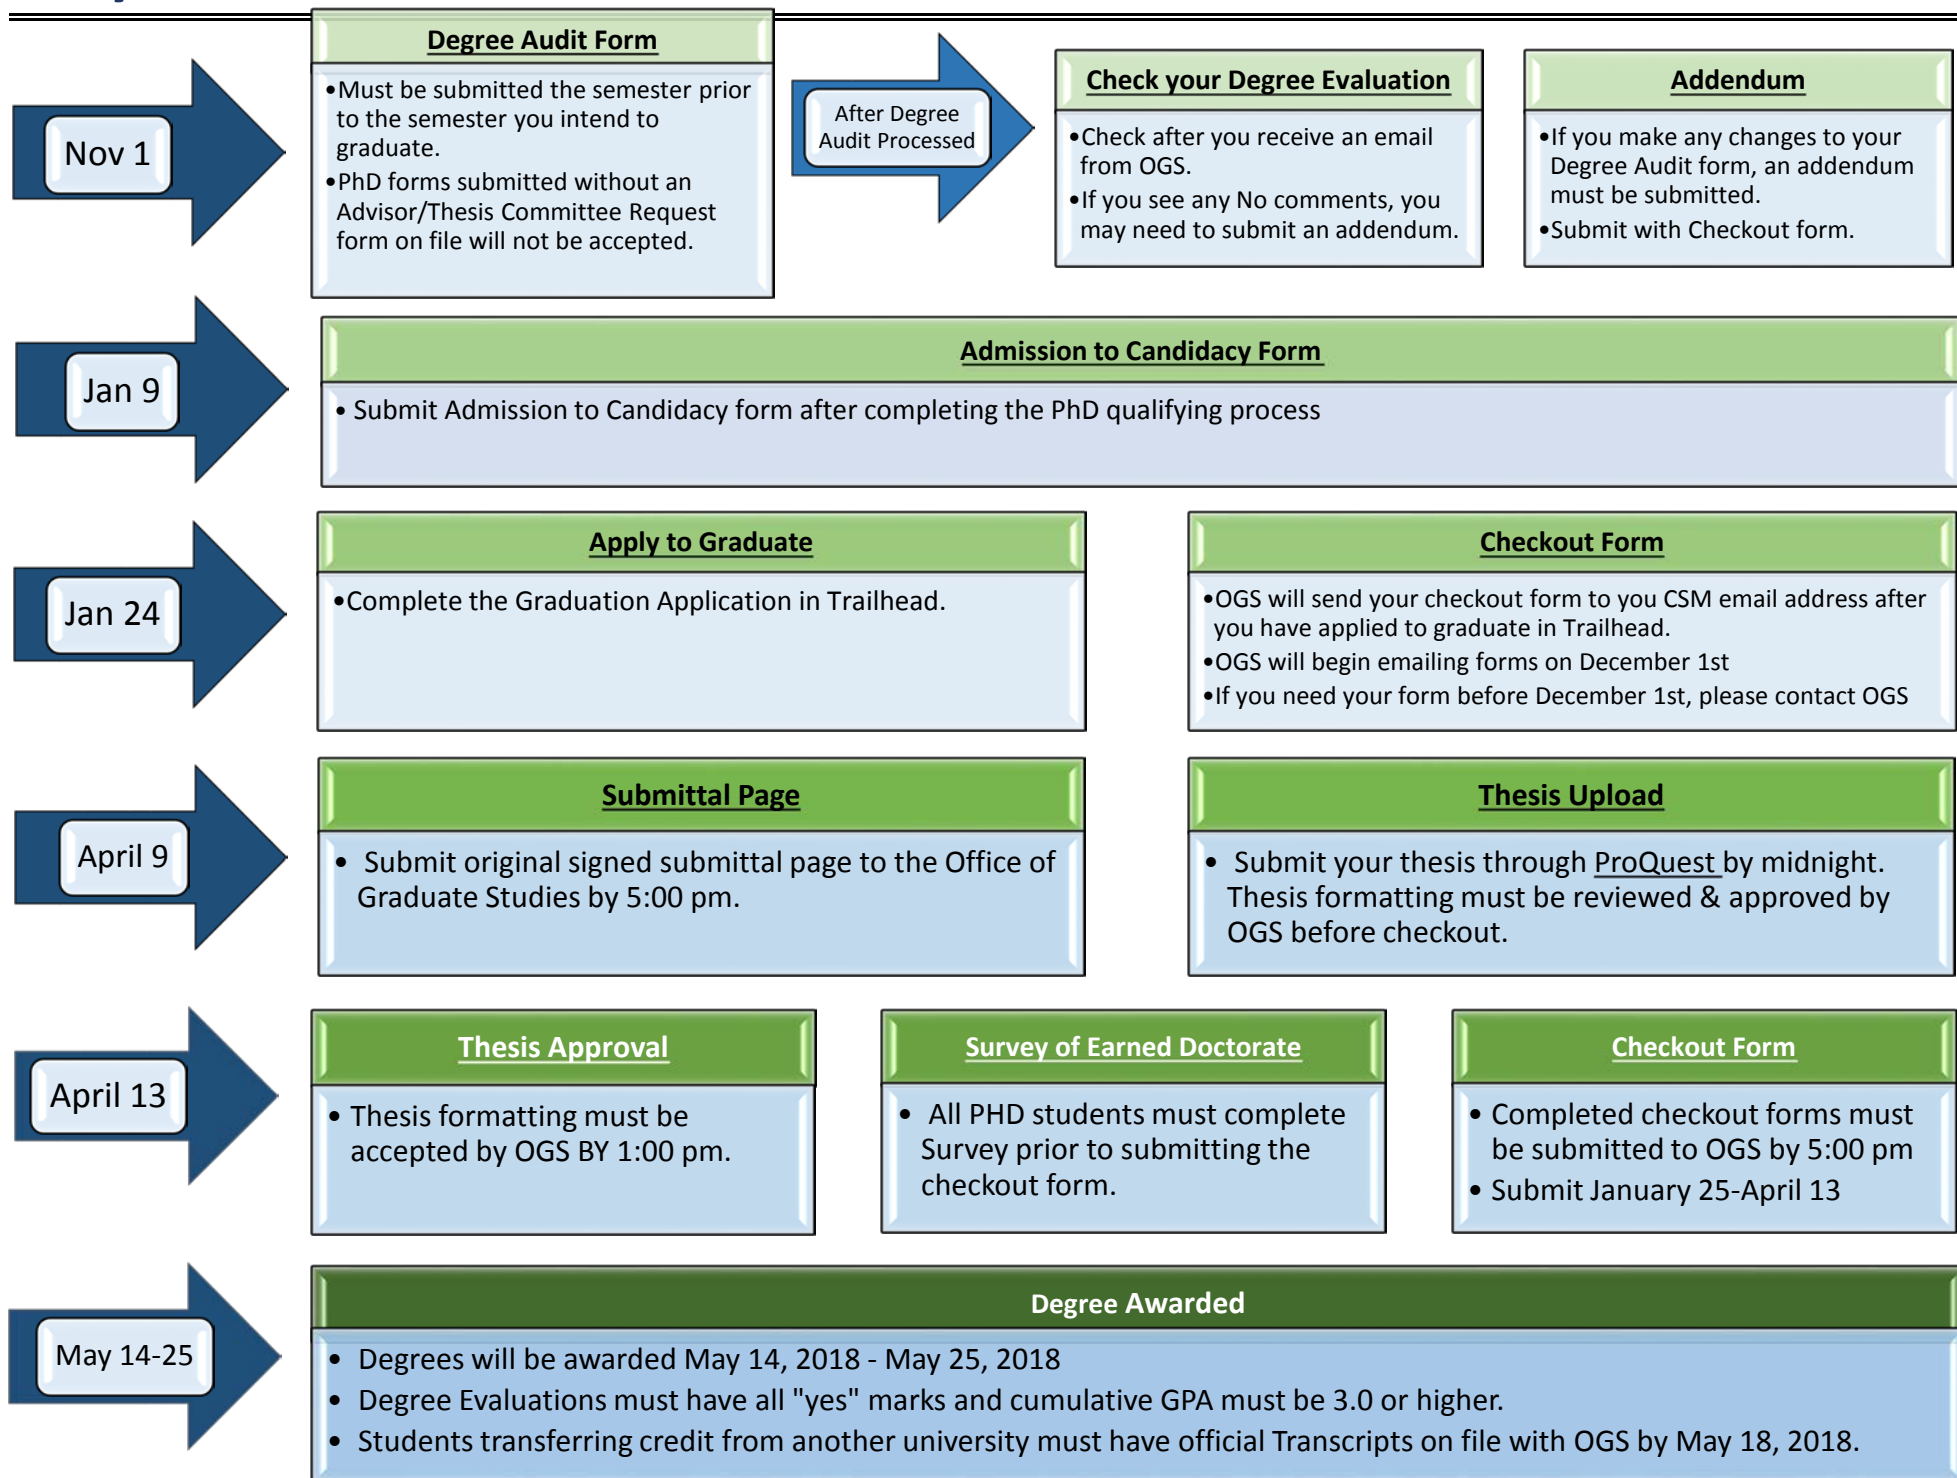 Nov 1
Degree Audit Form
•Must be submitted the semester prior
to the semester you intend to
graduate.
•PhD forms submitted without an
Advisor/Thesis Committee Request
form on file will not be accepted.
After Degree
Audit Processed
Check your Degree Evaluation
•Check after you receive an email
from OGS.
•If you see any No comments, you
may need to submit an addendum.
Addendum
•If you make any changes to your
Degree Audit form, an addendum
must be submitted.
•Submit with Checkout form.
Jan 9
Admission to Candidacy Form
• Submit Admission to Candidacy form after completing the PhD qualifying process
Jan 24
Apply to Graduate
•Complete the Graduation Application in Trailhead.
Checkout Form
•OGS will send your checkout form to you CSM email address after
you have applied to graduate in Trailhead.
•OGS will begin emailing forms on December 1st
•If you need your form before December 1st, please contact OGS
April 9
Submittal Page
• Submit original signed submittal page to the Office of
Graduate Studies by 5:00 pm.
Thesis Upload
• Submit your thesis through ProQuest by midnight.
Thesis formatting must be reviewed & approved by
OGS before checkout.
April 13
Thesis Approval
• Thesis formatting must be
accepted by OGS BY 1:00 pm.
Survey of Earned Doctorate
• All PHD students must complete
Survey prior to submitting the
checkout form.
Checkout Form
• Completed checkout forms must
be submitted to OGS by 5:00 pm
• Submit January 25-April 13
May 14-25
Degree Awarded
• Degrees will be awarded May 14, 2018 - May 25, 2018
• Degree Evaluations must have all "yes" marks and cumulative GPA must be 3.0 or higher.
• Students transferring credit from another university must have official Transcripts on file with OGS by May 18, 2018.